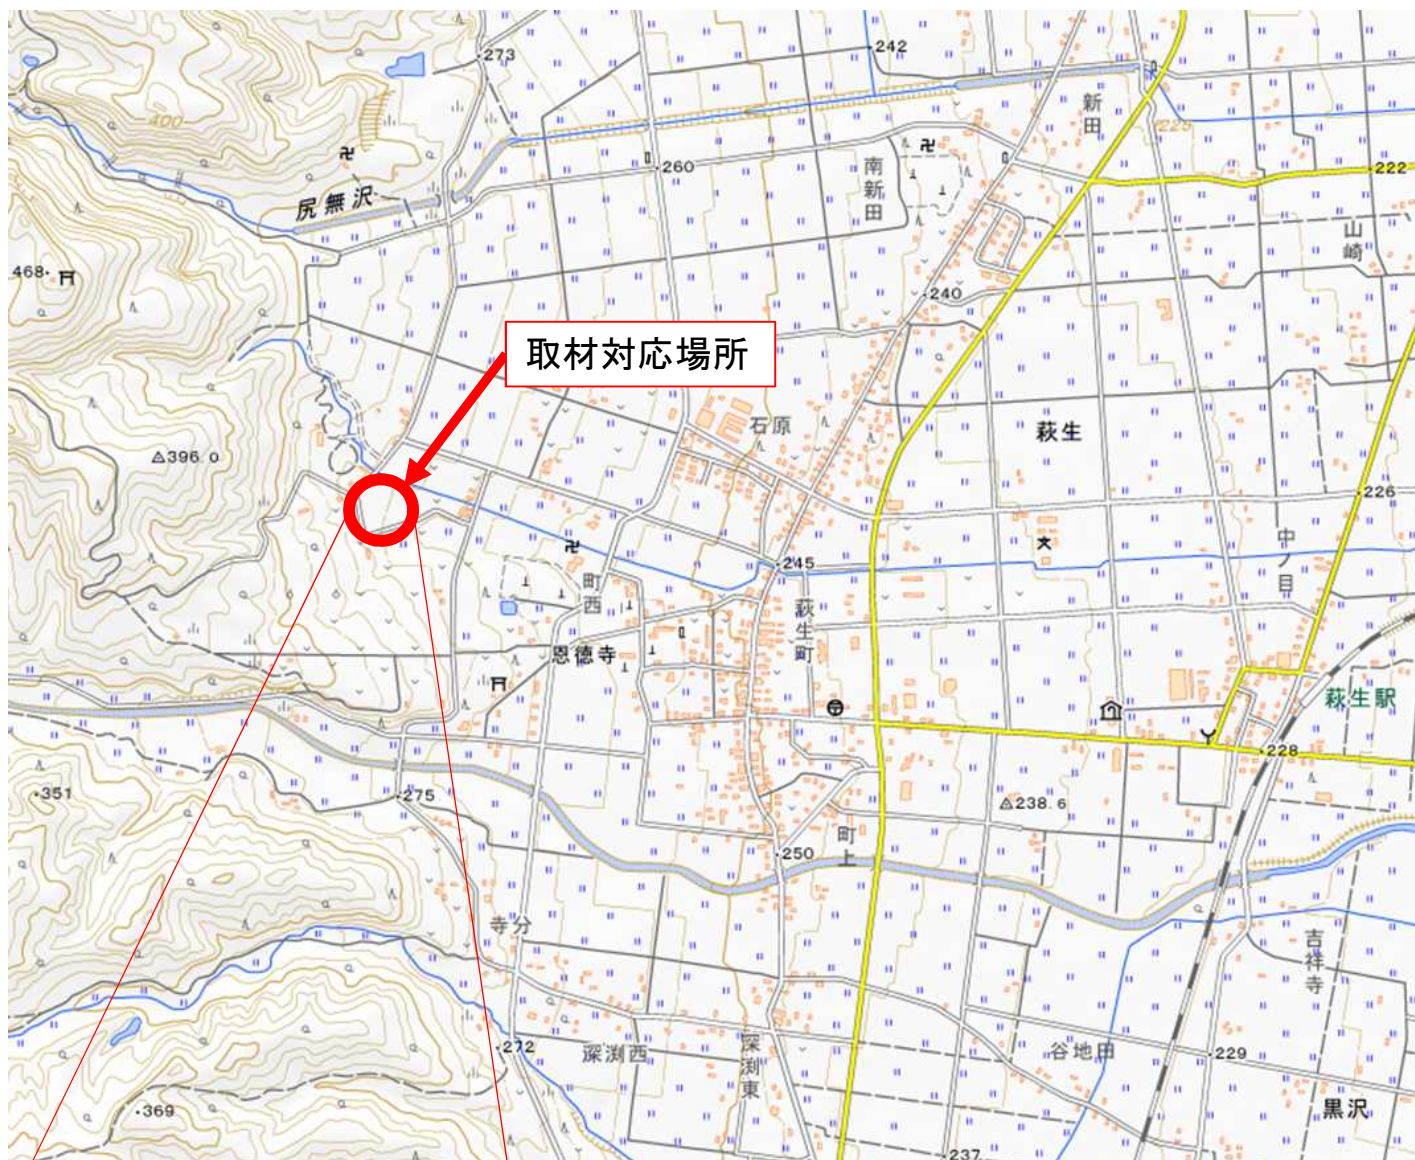 273
242
新田
400
225
260
南新田
222
尻無沢
山崎
468
240
取材対応場所
石原
萩生
396.0
226
中ノ目
245
町西
萩生町
恩徳寺
萩生駅
228
351
275
238.6
町上
250
寺分
吉祥寺
272
深渕西
深渕東
谷地田
229
369
黒沢
237